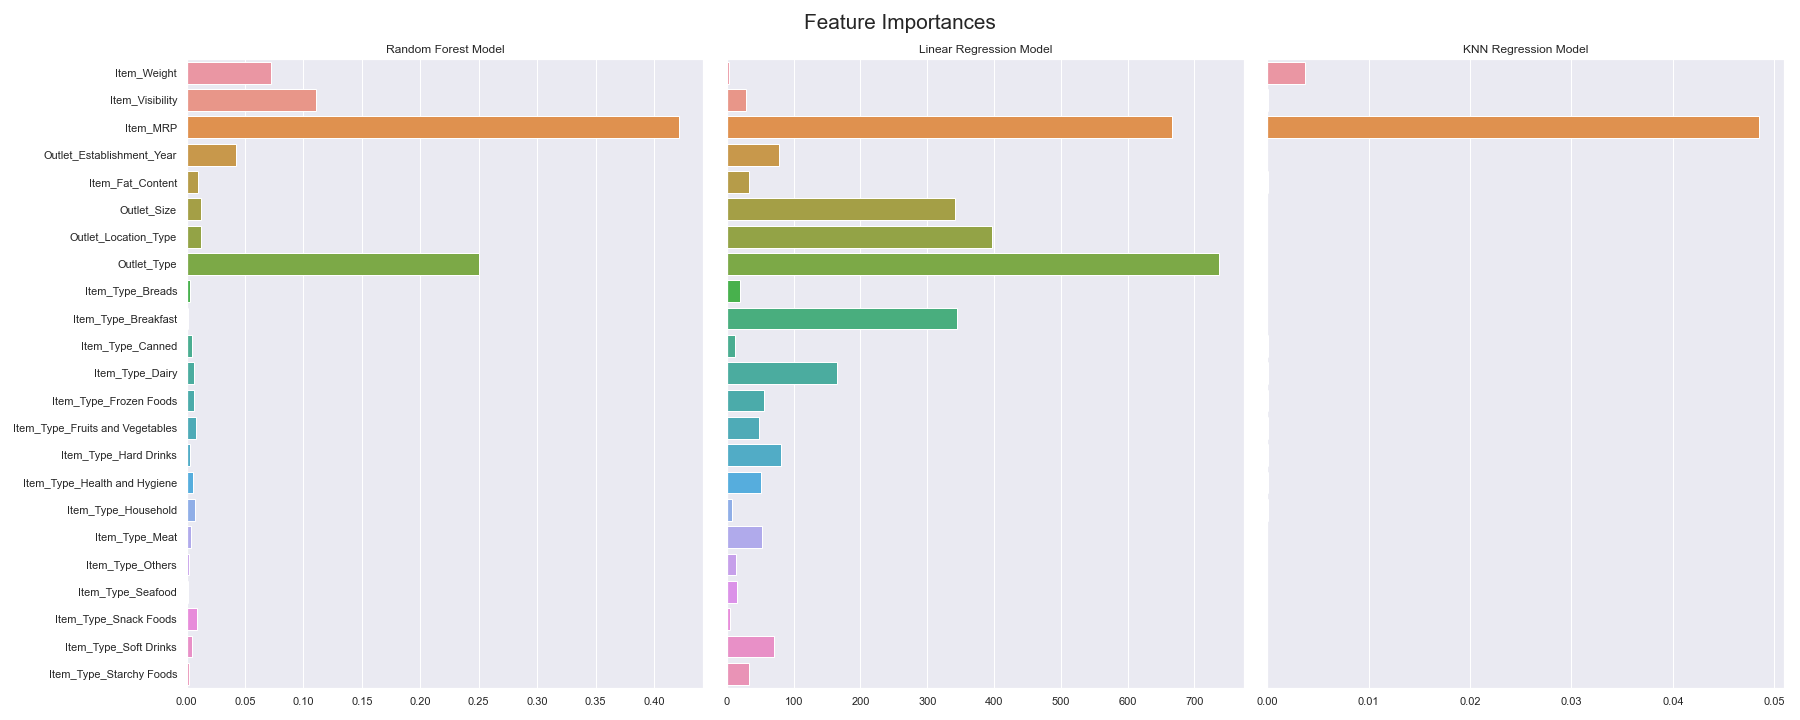 Feature Importances
Random Forest Model
Linear Regression Model
KNN Regression Model
Item_Weight
Item_Visibility
Item_MRP
Outlet_Establishment_Year
Item_Fat_Content
Outlet_Size
Outlet_Location_Type
Outlet_Type
Item_Type_Breads
Item_Type_Breakfast
Item_Type_Canned
Item_Type_Dairy
Item_Type_Frozen Foods
Item_Type_Fruits and Vegetables
Item_Type_Hard Drinks
Item_Type_Health and Hygiene
Item_Type_Household
Item_Type_Meat
Item_Type_Others
Item_Type_Seafood
Item_Type_Snack Foods
Item_Type_Soft Drinks
Item_Type_Starchy Foods
0.00 0.05 0.10 0.15 0.20 0.25 0.30 0.35 0.40
0 100 200 300 400 500 600 700
0.00 0.01 0.02 0.03 0.04 0.05